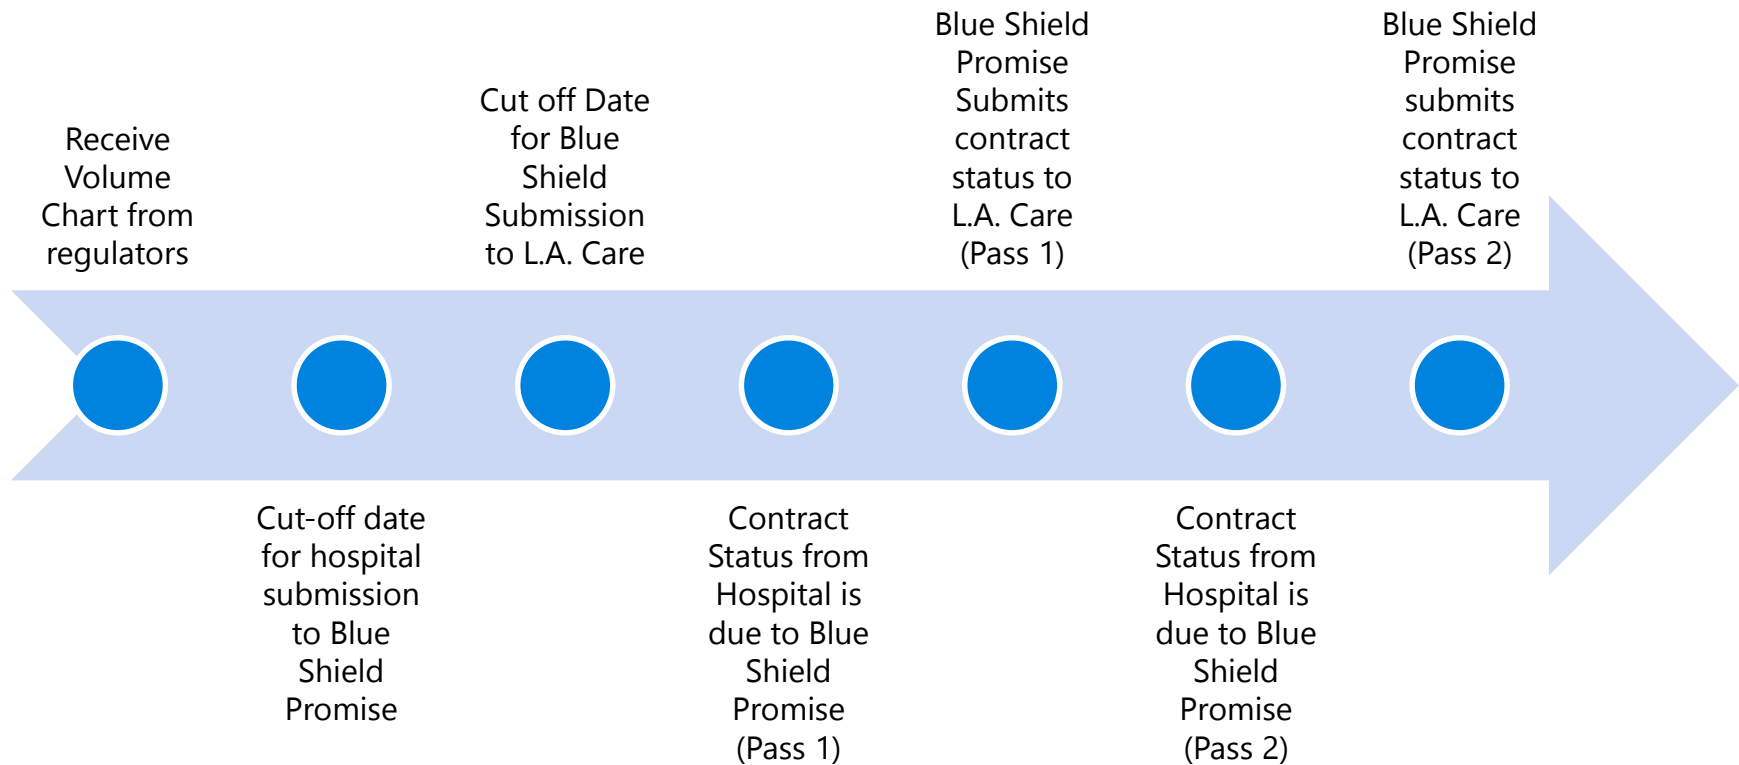 Receive
Volume
Chart from
regulators
Cut-off date
for hospital
submission
to Blue
Shield
Promise
Cut off Date
for Blue
Shield
Submission
to L.A. Care
Contract
Status from
Hospital is
due to Blue
Shield
Promise
(Pass 1)
Blue Shield
Promise
Submits
contract
status to
L.A. Care
(Pass 1)
Contract
Status from
Hospital is
due to Blue
Shield
Promise
(Pass 2)
Blue Shield
Promise
submits
contract
status to
L.A. Care
(Pass 2)